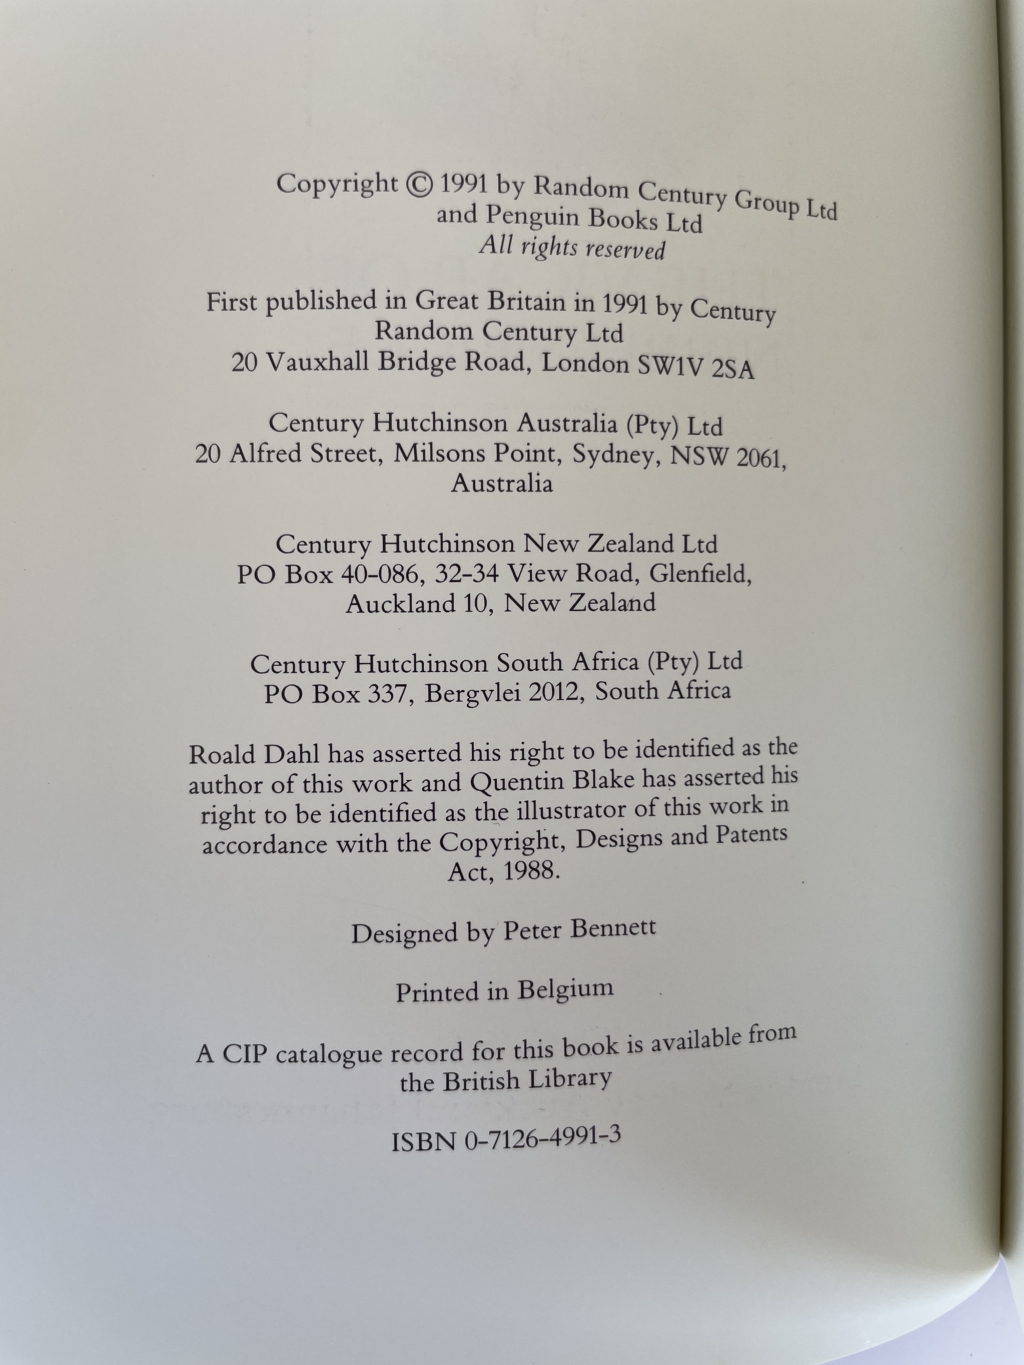 Copyright © 1991 by Random Century Group Ltd
and Penguin Books Ltd
All rights reserved
First published in Great Britain in 1991 by Century
Random Century Ltd
20 Vauxhall Bridge Road, London SW1V 2SA
Century Hutchinson Australia (Pty) Ltd
20 Alfred Street, Milsons Point, Sydney, NSW 2061,
Australia
Century Hutchinson New Zealand Ltd
PO Box 40–086, 32–34 View Road, Glenfield,
Auckland 10, New Zealand
Century Hutchinson South Africa (Pty) Ltd
PO Box 337, Bergvlei 2012, South Africa
Roald Dahl has asserted his right to be identified as the
author of this work and Quentin Blake has asserted his
right to be identified as the illustrator of this work in
accordance with the Copyright, Designs and Patents
Act, 1988.
Designed by Peter Bennett
Printed in Belgium
A CIP catalogue record for this book is available from
the British Library
ISBN 0–7126–4991–3